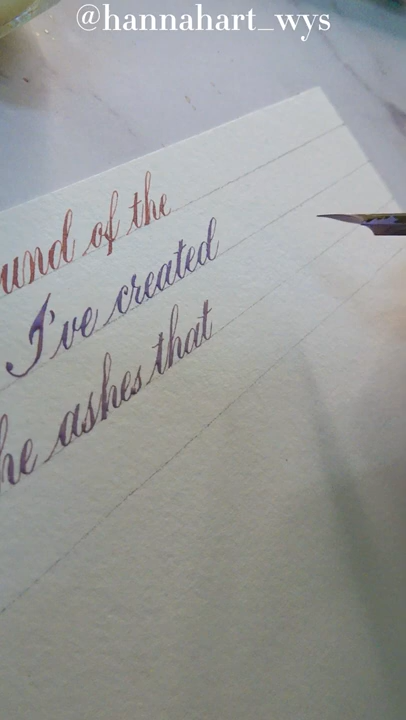 @hannahart_wys
und of the
I've created
he ashes that